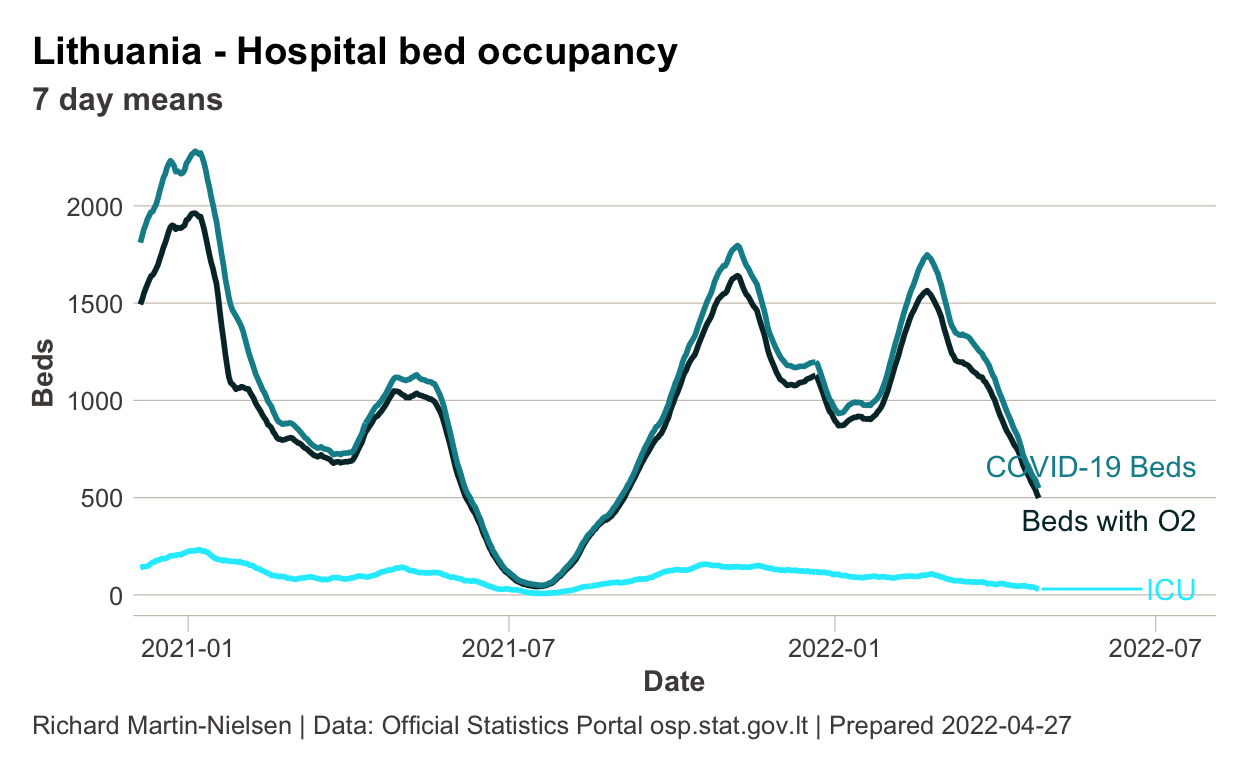 Lithuania - Hospital bed occupancy
7 day means
Beds
2000
1500
1000
500
0
COVID-19 Beds
Beds with O2
ICU
2021-01
2021-07
2022-01
2022-07
Date
Richard Martin-Nielsen | Data: Official Statistics Portal osp.stat.gov.lt | Prepared 2022-04-27